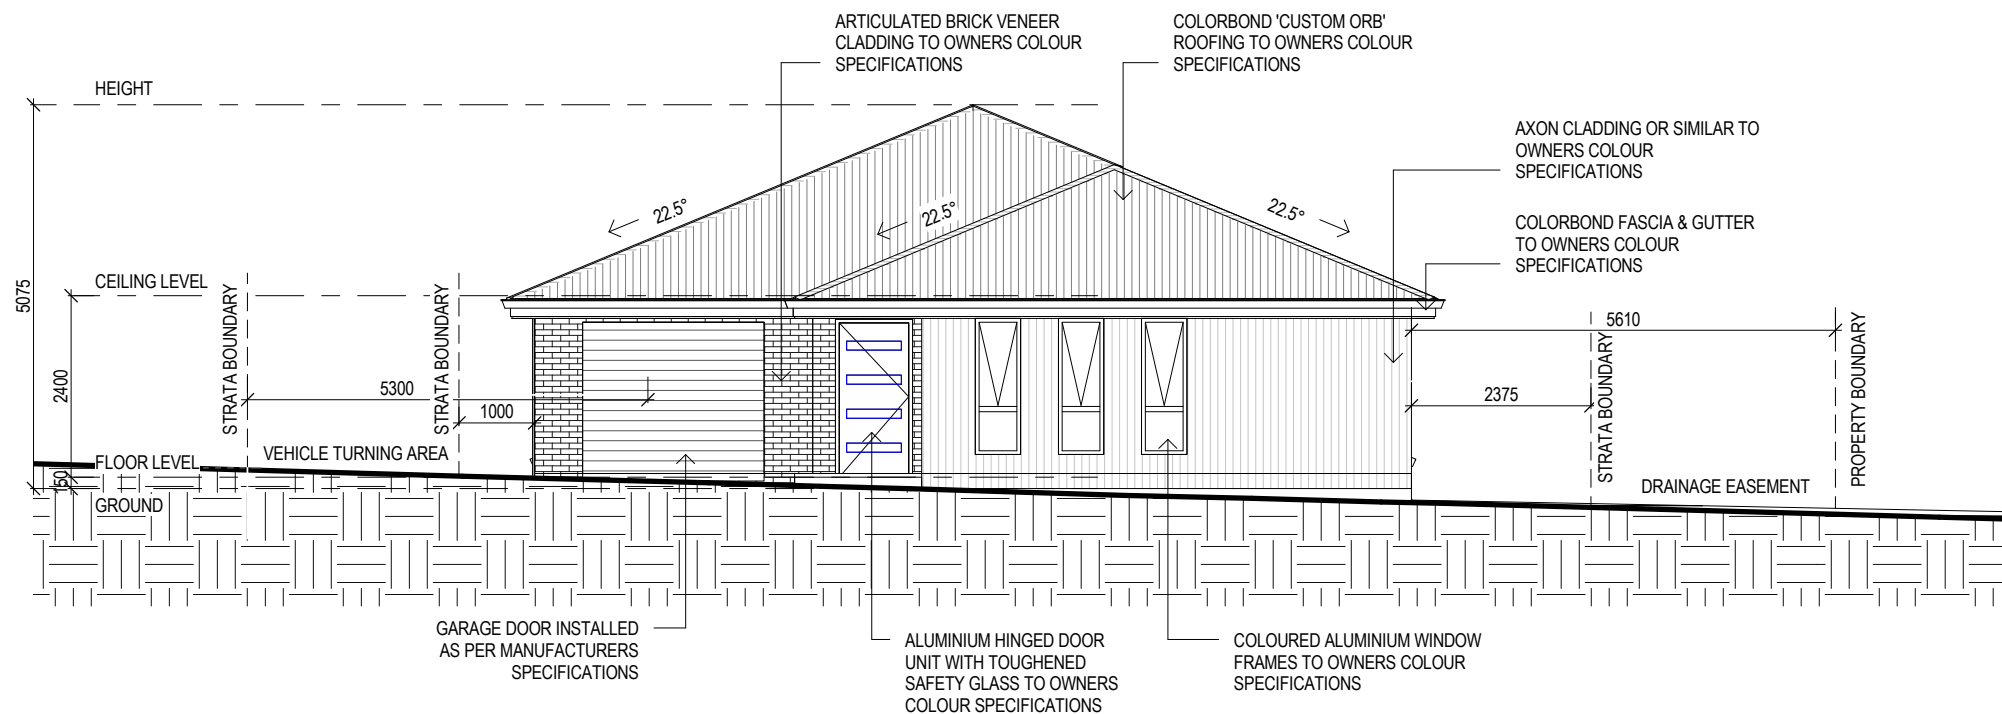 ARTICULATED BRICK VENEER
CLADDING TO OWNERS COLOUR
SPECIFICATIONS
COLORBOND 'CUSTOM ORB'
ROOFING TO OWNERS COLOUR
SPECIFICATIONS
HEIGHT
AXON CLADDING OR SIMILAR TO
OWNERS COLOUR
SPECIFICATIONS
22.5°
22.5°
22.5°
COLORBOND FASCIA & GUTTER
TO OWNERS COLOUR
SPECIFICATIONS
CEILING LEVEL
5075
2400
150
STRATA BOUNDARY
STRATA BOUNDARY
5300
1000
5610
2375
STRATA BOUNDARY
PROPERTY BOUNDARY
FLOOR LEVEL
VEHICLE TURNING AREA
GROUND
DRAINAGE EASEMENT
GARAGE DOOR INSTALLED
AS PER MANUFACTURERS
SPECIFICATIONS
ALUMINIUM HINGED DOOR
UNIT WITH TOUGHENED
SAFETY GLASS TO OWNERS
COLOUR SPECIFICATIONS
COLOURED ALUMINIUM WINDOW
FRAMES TO OWNERS COLOUR
SPECIFICATIONS